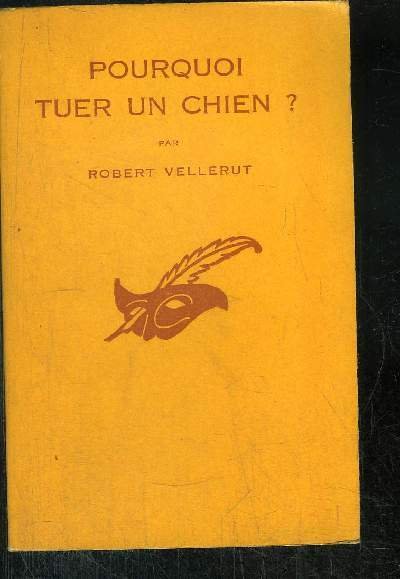 POURQUOI
TUER UN CHIEN ?
PAR
ROBERT VELLERUT